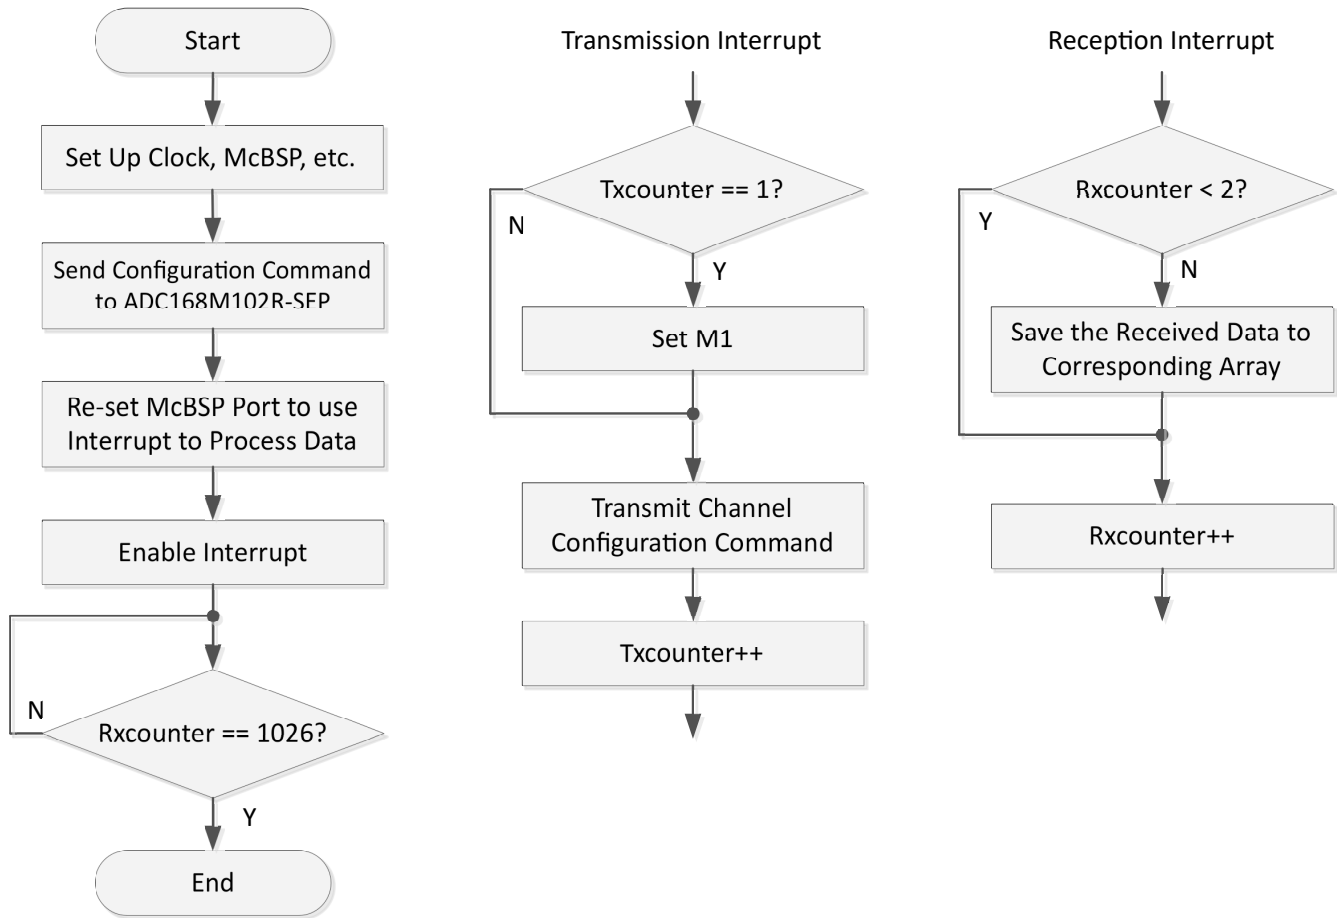 Start
Set Up Clock, McBSP, etc.
Send Configuration Command
to ADC168M102R-SEP
Re-set McBSP Port to use
Interrupt to Process Data
Enable Interrupt
N
Rxcounter == 1026?
Y
End
Transmission Interrupt
Txcounter == 1?
N
Y
Set M1
Transmit Channel
Configuration Command
Txcounter++
Reception Interrupt
Rxcounter < 2?
Y
N
Save the Received Data to
Corresponding Array
Rxcounter++